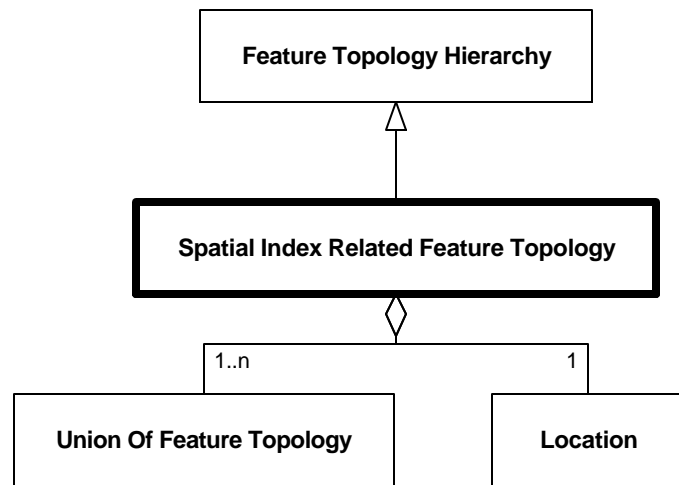 Feature Topology Hierarchy
Spatial Index Related Feature Topology
1..n
1
Union Of Feature Topology
Location